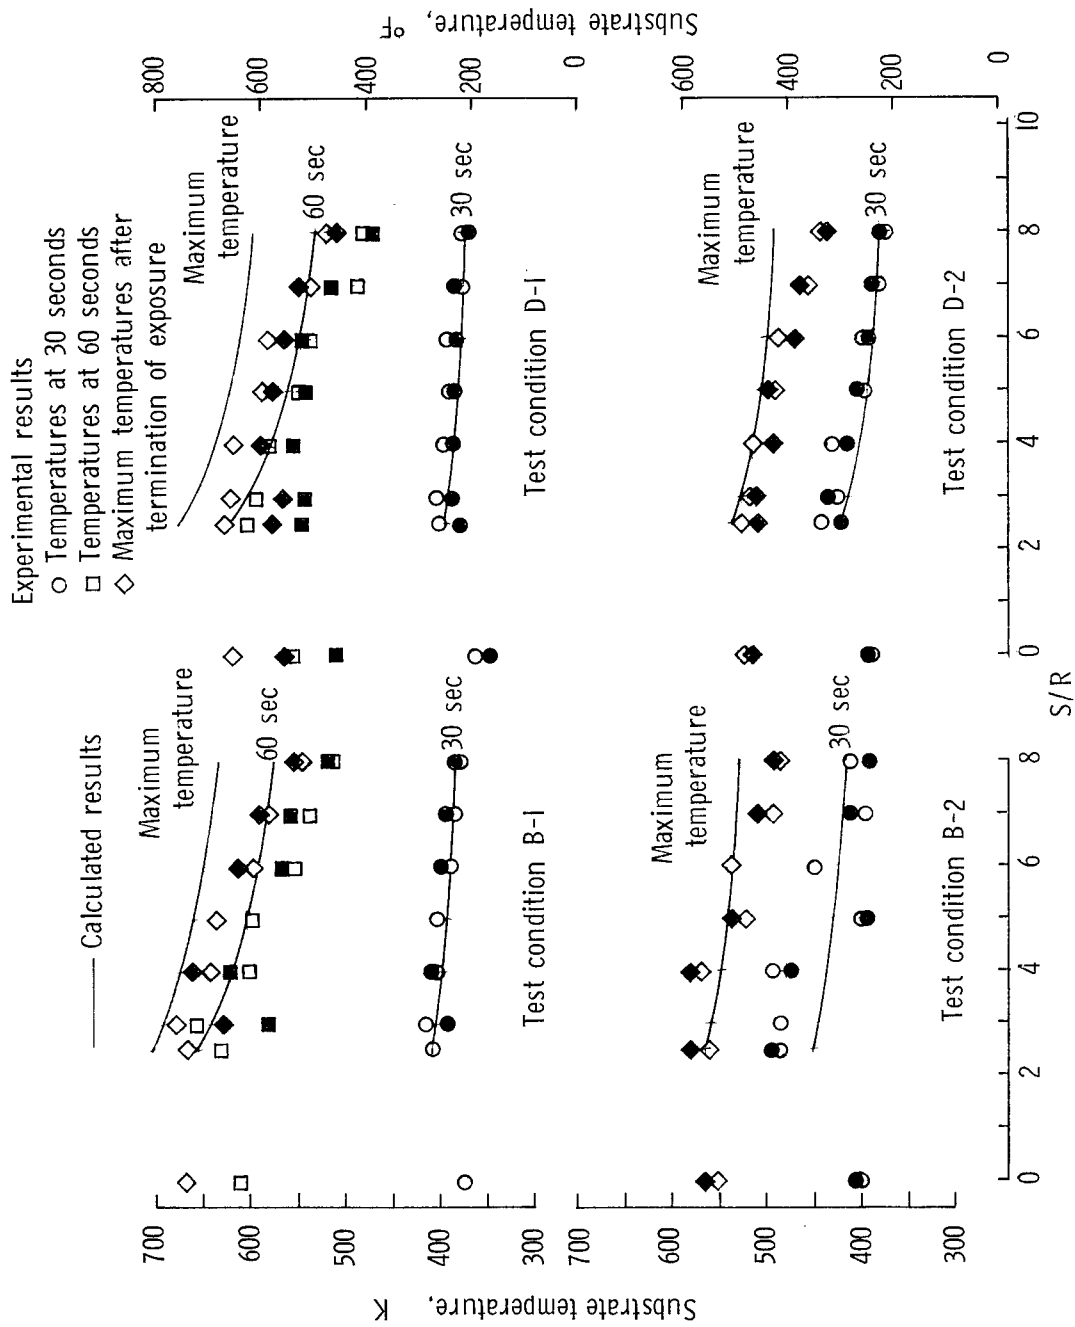 Experimental results
○ Temperatures at 30 seconds
□ Temperatures at 60 seconds
◇ Maximum temperatures after
termination of exposure
—— Calculated results
Substrate temperature, K
700
600
500
400
300
Maximum
temperature
60 sec
30 sec
Test condition B-1
Maximum
temperature
60 sec
30 sec
Test condition D-1
800
600
400
200
0
Substrate temperature, °F
700
600
500
400
300
Maximum
temperature
30 sec
Test condition B-2
Maximum
temperature
30 sec
Test condition D-2
600
400
200
0
0 2 4 6 8 0 2 4 6 8 10
S/R